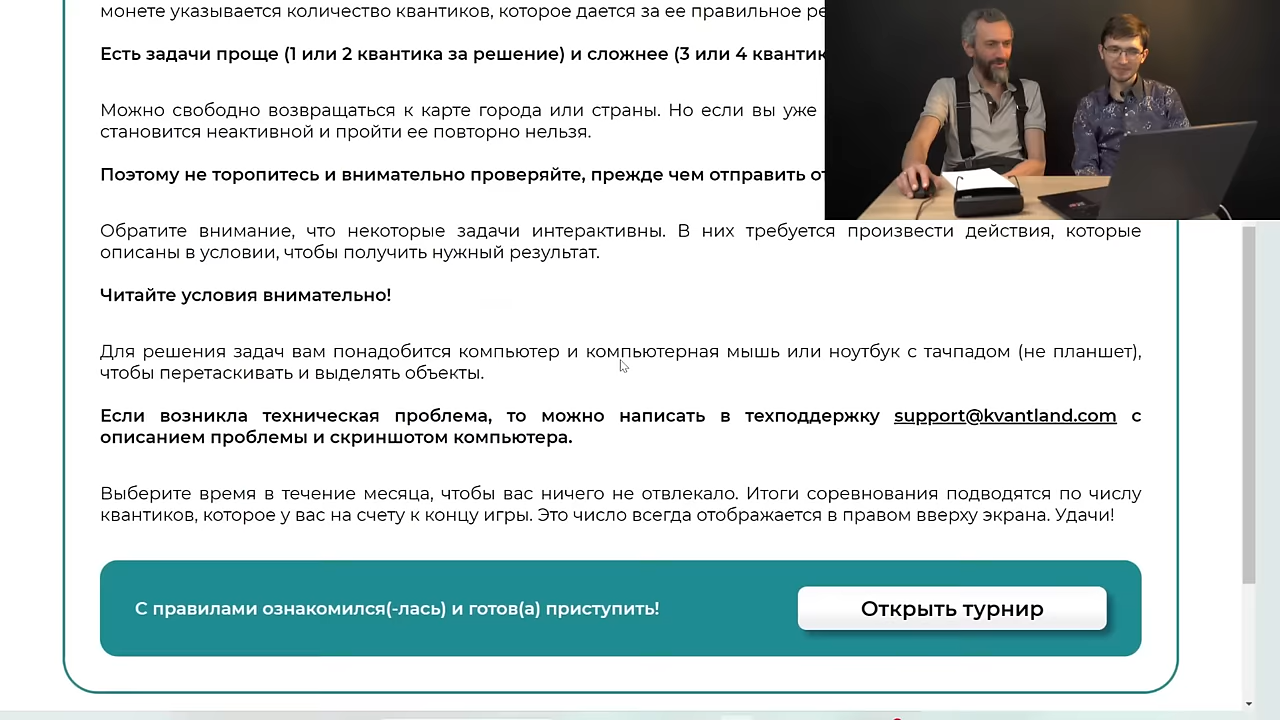 монете указывается количество квантиков, которое дается за ее правильное
Есть задачи проще (1 или 2 квантика за решение) и сложнее (3 или 4
Можно свободно возвращаться к карте города или страны. Но если вы уже
становится неактивной и пройти ее повторно нельзя.
Поэтому не торопитесь и внимательно проверяйте, прежде чем отправить
Обратите внимание, что некоторые задачи интерактивны. В них требуется произвести действия, которые
описаны в условии, чтобы получить нужный результат.
Читайте условия внимательно!
Для решения задач вам понадобится компьютер и компьютерная мышь или ноутбук с тачпадом (не планшет),
чтобы перетаскивать и выделять объекты.
Если возникла техническая проблема, то можно написать в техподдержку support@kvantland.com с
описанием проблемы и скриншотом компьютера.
Выберите время в течение месяца, чтобы вас ничего не отвлекало. Итоги соревнования подводятся по числу
квантиков, которое у вас на счету к концу игры. Это число всегда отображается в правом вверху экрана. Удачи!
С правилами ознакомился(-лась) и готов(а) приступить!
Открыть турнир